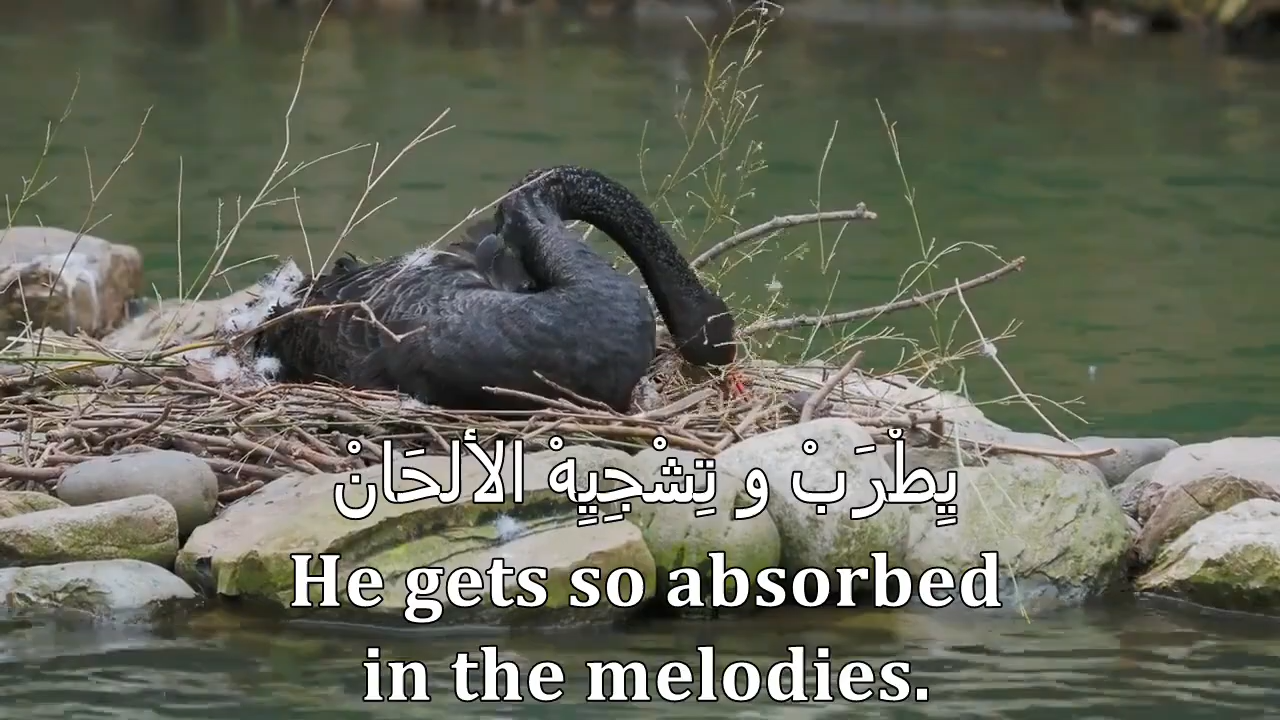 يِطْرَبْ و تِشْجِيِهْ الألحَانْ
He gets so absorbed
in the melodies.